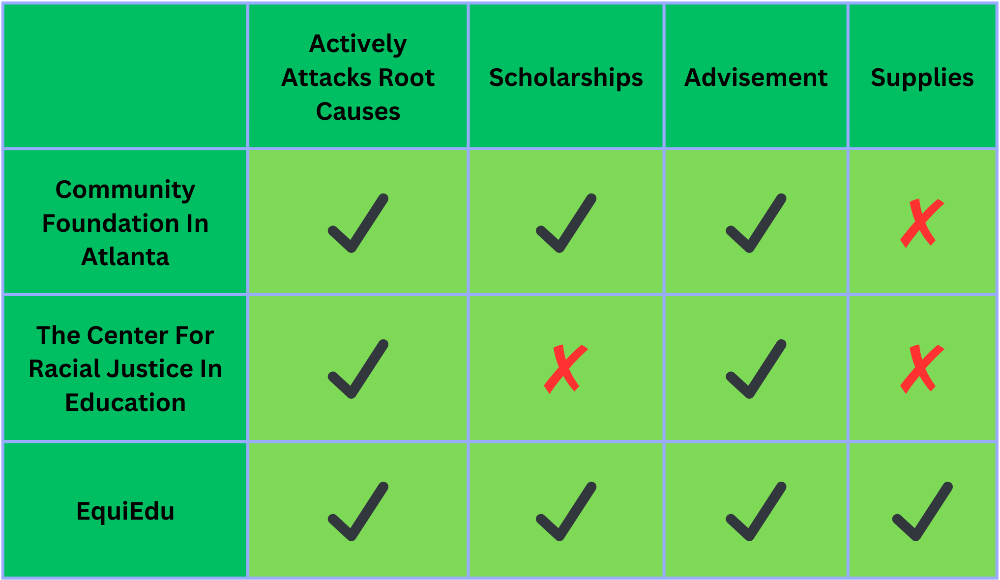 Actively
Attacks Root
Causes
Scholarships
Advisement
Supplies
Community
Foundation In
Atlanta
✓ ✓ ✓ ✗
The Center For
Racial Justice In
Education
✓ ✗ ✓ ✗
EquiEdu
✓ ✓ ✓ ✓